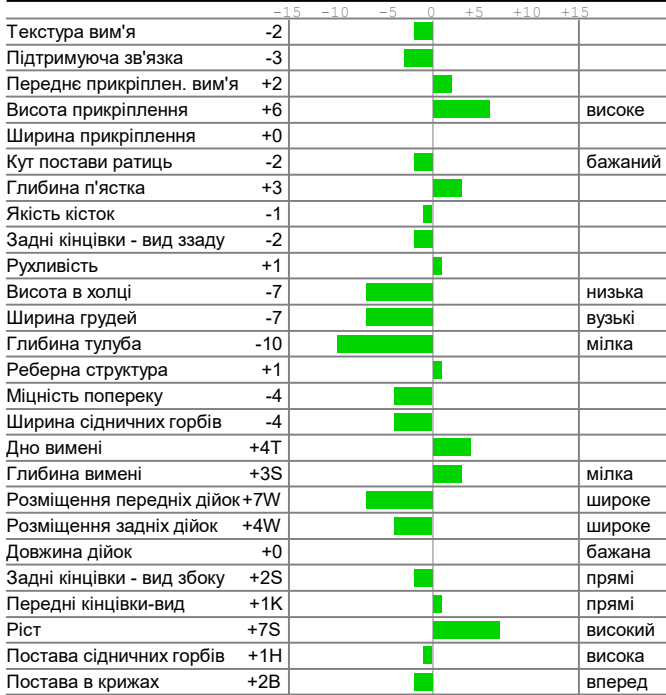 -15 -10 -5 0 +5 +10 +15
Текстура вим'я -2
Підтримуюча зв'язка -3
Переднє прикріплен. вим'я +2
Висота прикріплення +6 високе
Ширина прикріплення +0
Кут постави ратиць -2 бажаний
Глибина п'ястка +3
Якість кісток -1
Задні кінцівки - вид ззаду -2
Рухливість +1
Висота в холці -7 низька
Ширина грудей -7 вузькі
Глибина тулуба -10 мілка
Реберна структура +1
Міцність попереку -4
Ширина сідничних горбів -4
Дно вимені +4T
Глибина вимені +3S мілка
Розміщення передніх дійок +7W широке
Розміщення задніх дійок +4W широке
Довжина дійок +0 бажана
Задні кінцівки - вид збоку +2S прямі
Передні кінцівки-вид +1K прямі
Ріст +7S високий
Постава сідничних горбів +1H висока
Постава в крижах +2B вперед